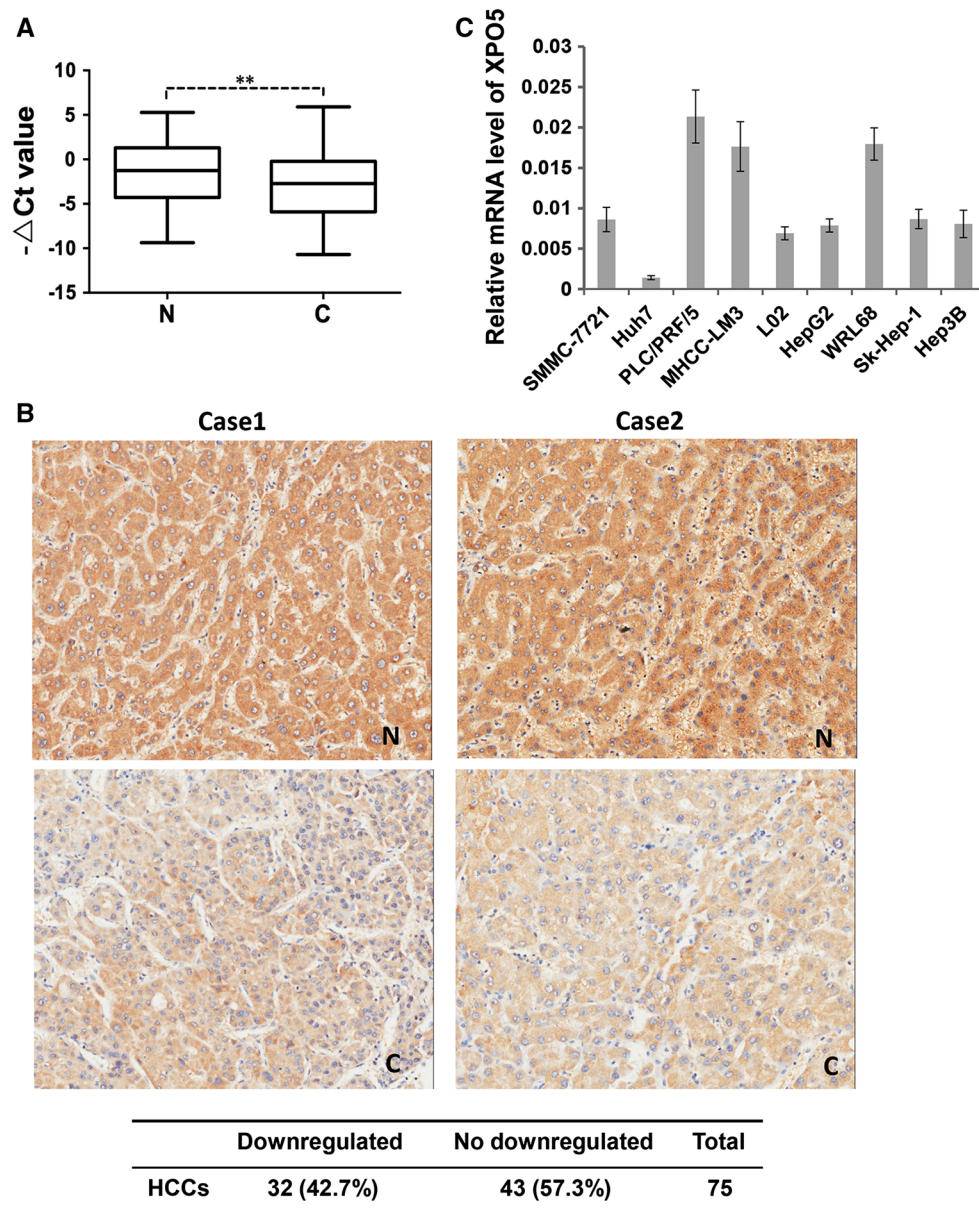 A
10
5
0
-5
-10
-15
-△Ct value
**
N
C
C
Relative mRNA level of XPO5
0.03
0.025
0.02
0.015
0.01
0.005
0
SMMC-7721
Huh7
PLC/PRF/5
MHCC-LM3
L02
HepG2
WRL68
Sk-Hep-1
Hep3B
B
Case1
Case2
N
N
C
C
Downregulated No downregulated Total
HCCs 32 (42.7%) 43 (57.3%) 75